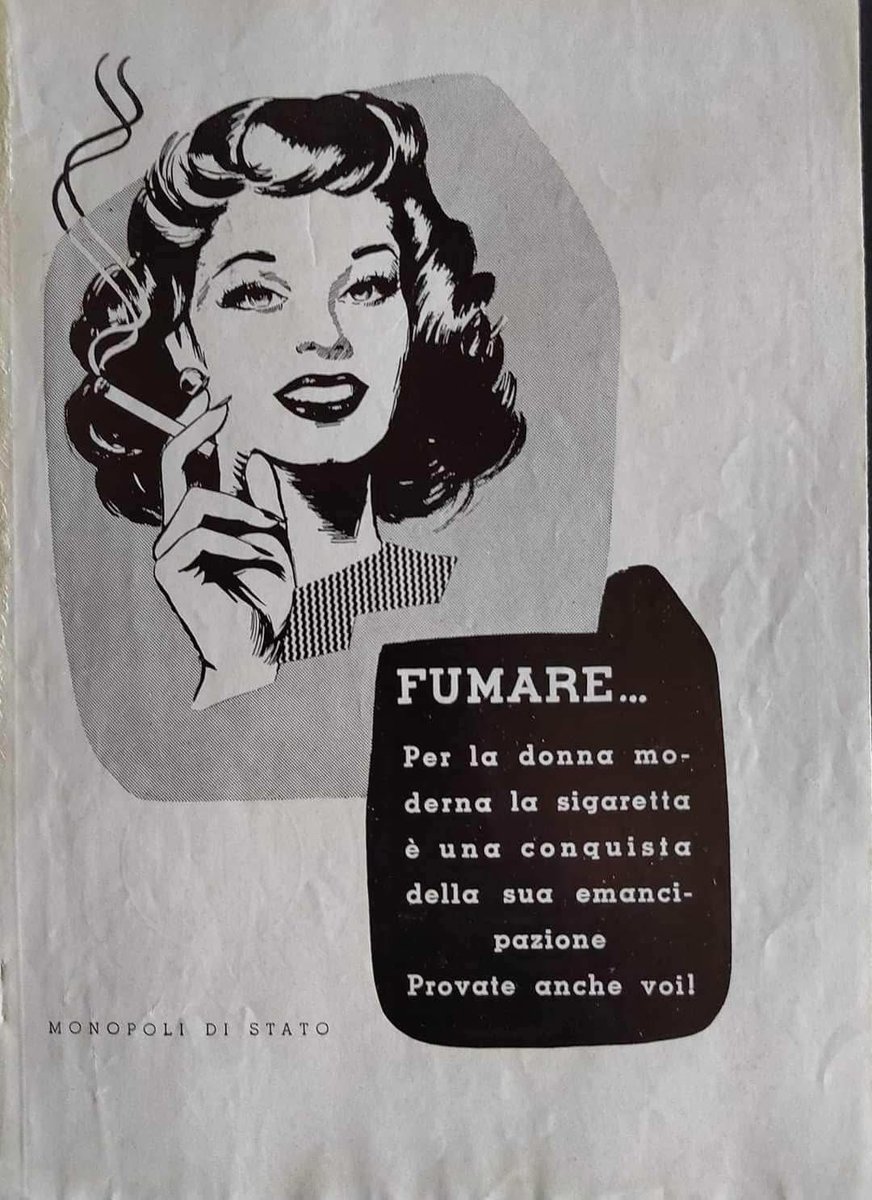 FUMARE...
Per la donna mo-
derna la sigaretta
è una conquista
della sua emanci-
pazione
Provate anche voi!
MONOPOLI DI STATO